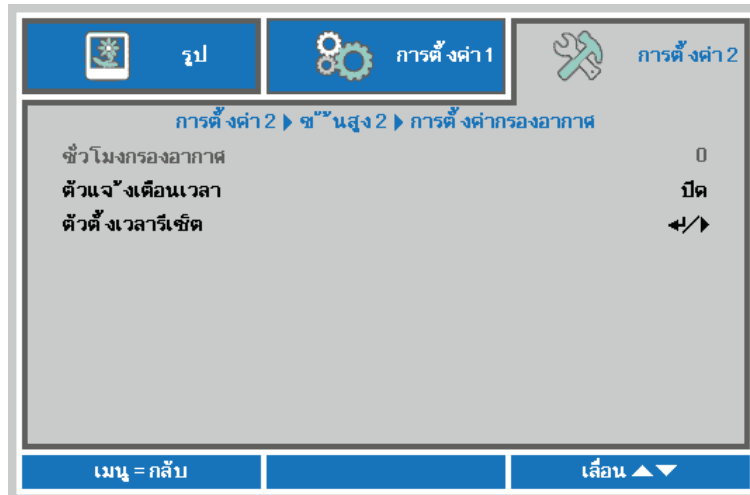 รูป
การตั้งค่า 1
การตั้งค่า 2
การตั้งค่า 2 ▶ ขั้นสูง 2 ▶ การตั้งค่ากรองอากาศ
ชั่วโมงกรองอากาศ 0
ตัวแจ้งเตือนเวลา ปิด
ตัวตั้งเวลารีเซ็ต ↵/▶
เมนู = กลับ
เลื่อน ▲▼